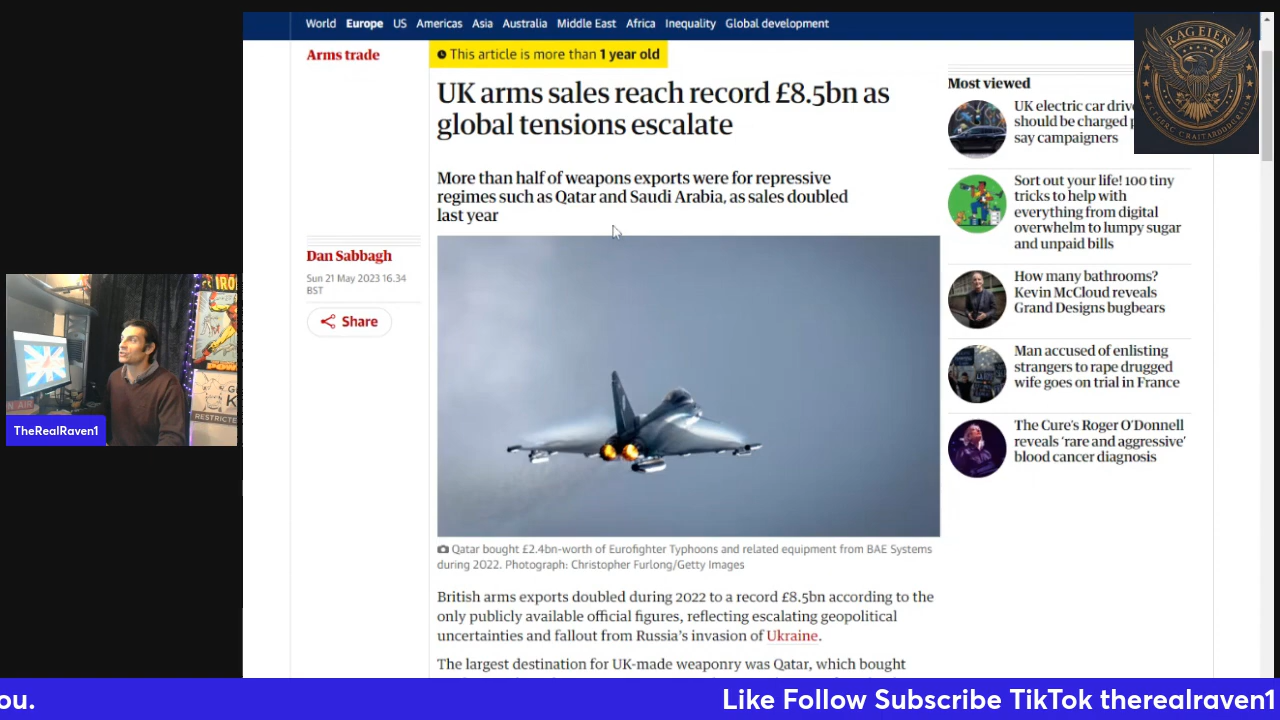 World Europe US Americas Asia Australia Middle East Africa Inequality Global development
Arms trade
This article is more than 1 year old
UK arms sales reach record £8.5bn as
global tensions escalate
More than half of weapons exports were for repressive
regimes such as Qatar and Saudi Arabia, as sales doubled
last year
Dan Sabbagh
Sun 21 May 2023 16.34
BST
Share
Qatar bought £2.4bn-worth of Eurofighter Typhoons and related equipment from BAE Systems
during 2022. Photograph: Christopher Furlong/Getty Images
British arms exports doubled during 2022 to a record £8.5bn according to the
only publicly available official figures, reflecting escalating geopolitical
uncertainties and fallout from Russia’s invasion of Ukraine.
The largest destination for UK-made weaponry was Qatar, which bought
Most viewed
UK electric car
should be charged
say campaigners
Sort out your life! 100 tiny
tricks to help with
everything from digital
overwhelm to lumpy sugar
and unpaid bills
How many bathrooms?
Kevin McCloud reveals
Grand Designs bugbears
Man accused of enlisting
strangers to rape drugged
wife goes on trial in France
The Cure’s Roger O’Donnell
reveals ‘rare and aggressive’
blood cancer diagnosis
RAGEIEN
IRON
RESTRICTE
TheRealRaven1
ou.
Like Follow Subscribe TikTok therealraven1